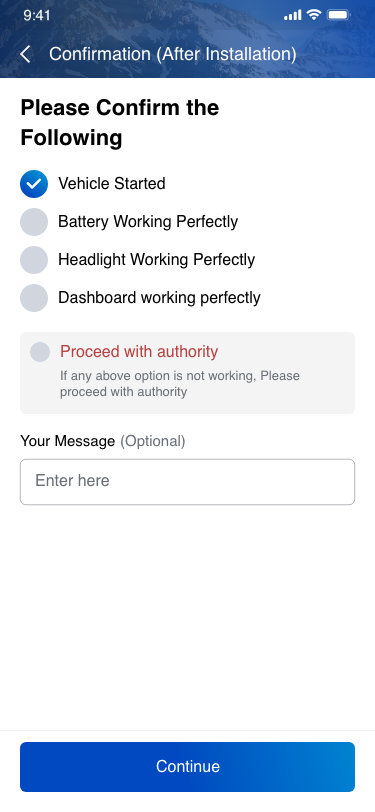 9:41
Confirmation (After Installation)
Please Confirm the
Following
Vehicle Started
Battery Working Perfectly
Headlight Working Perfectly
Dashboard working perfectly
Proceed with authority
If any above option is not working, Please
proceed with authority
Your Message (Optional)
Enter here
Continue